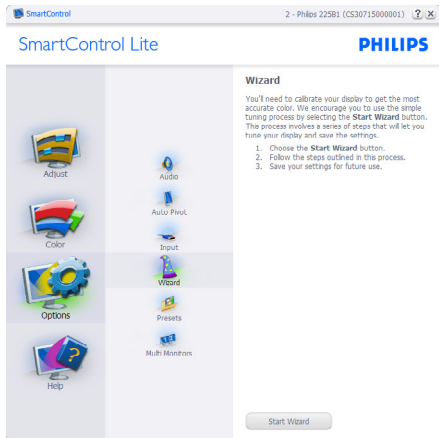 SmartControl
2 - Philips 225B1 (CS30715000001)
SmartControl Lite
PHILIPS
Adjust
Color
Options
Help
Audio
Auto Pivot
Input
Wizard
Presets
Multi Monitors
Wizard
You'll need to calibrate your display to get the most
accurate color. We encourage you to use the simple
tuning process by selecting the Start Wizard button.
This process involves a series of steps that will let you
tune your display and save the settings.
1. Choose the Start Wizard button.
2. Follow the steps outlined in this process.
3. Save your settings for future use.
Start Wizard